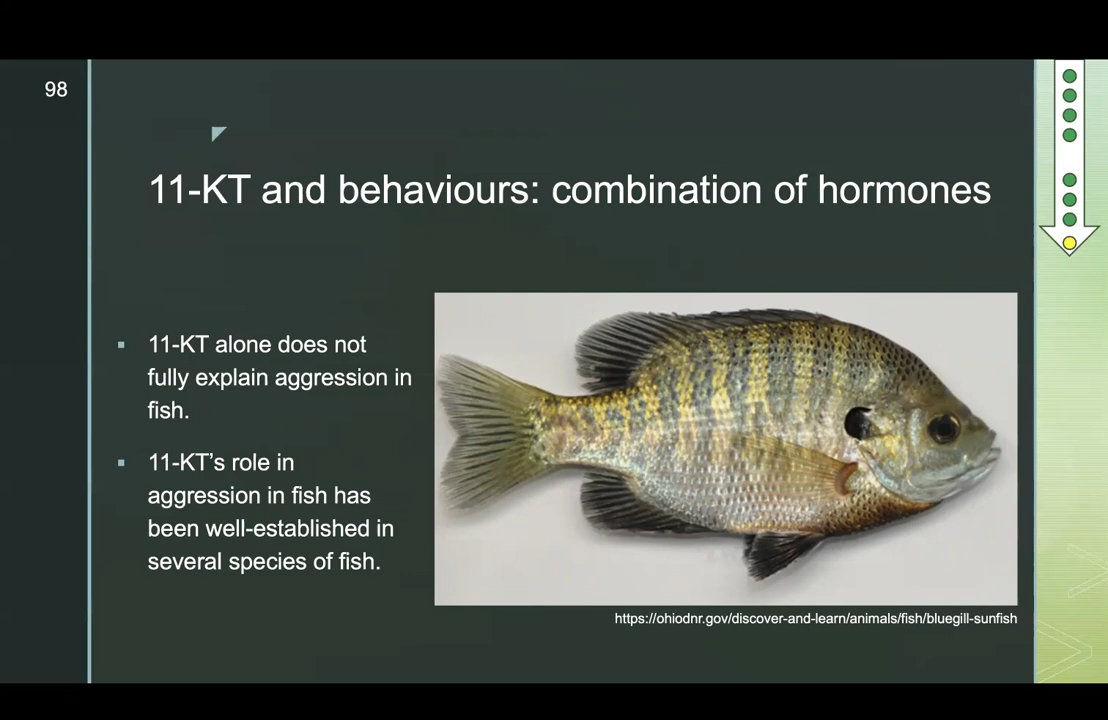 98
11-KT and behaviours: combination of hormones
▪ 11-KT alone does not
fully explain aggression in
fish.
▪ 11-KT’s role in
aggression in fish has
been well-established in
several species of fish.
https://ohiodnr.gov/discover-and-learn/animals/fish/bluegill-sunfish